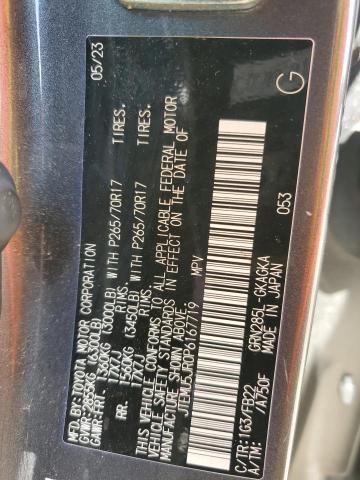 MFD.BY:TOYOTA MOTOR CORPORATION 05/23
GVWR:2855KG (6300LB)
GAWR:FRT. 1360KG (3000LB) WITH P265/70R17 TIRES.
17X7J RIMS.
RR. 1565KG (3450LB) WITH P265/70R17 TIRES.
17X7J RIMS.
THIS VEHICLE CONFORMS TO ALL APPLICABLE FEDERAL MOTOR
VEHICLE SAFETY STANDARDS IN EFFECT ON THE DATE OF
MANUFACTURE SHOWN ABOVE.
JTEMU5JR0P6167719 MPV
G
C/TR:1G3/FB22 GRN285L-GKAGKA
A/TM: /A750F MADE IN JAPAN
053